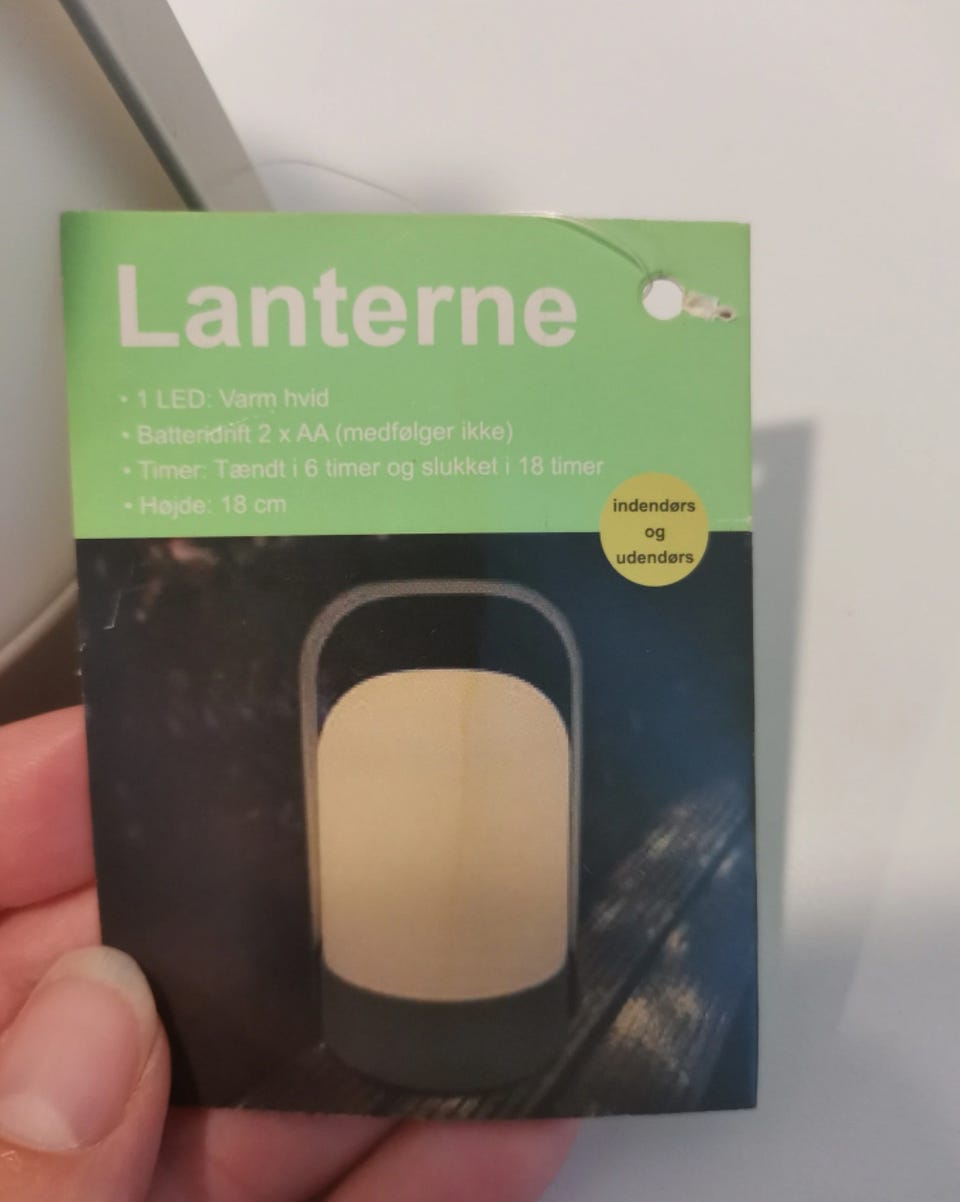 Lanterne
• 1 LED: Varm hvid
• Batteridrift 2 x AA (medfølger ikke)
• Timer: Tændt i 6 timer og slukket i 18 timer
• Højde: 18 cm
indendørs
og
udendørs